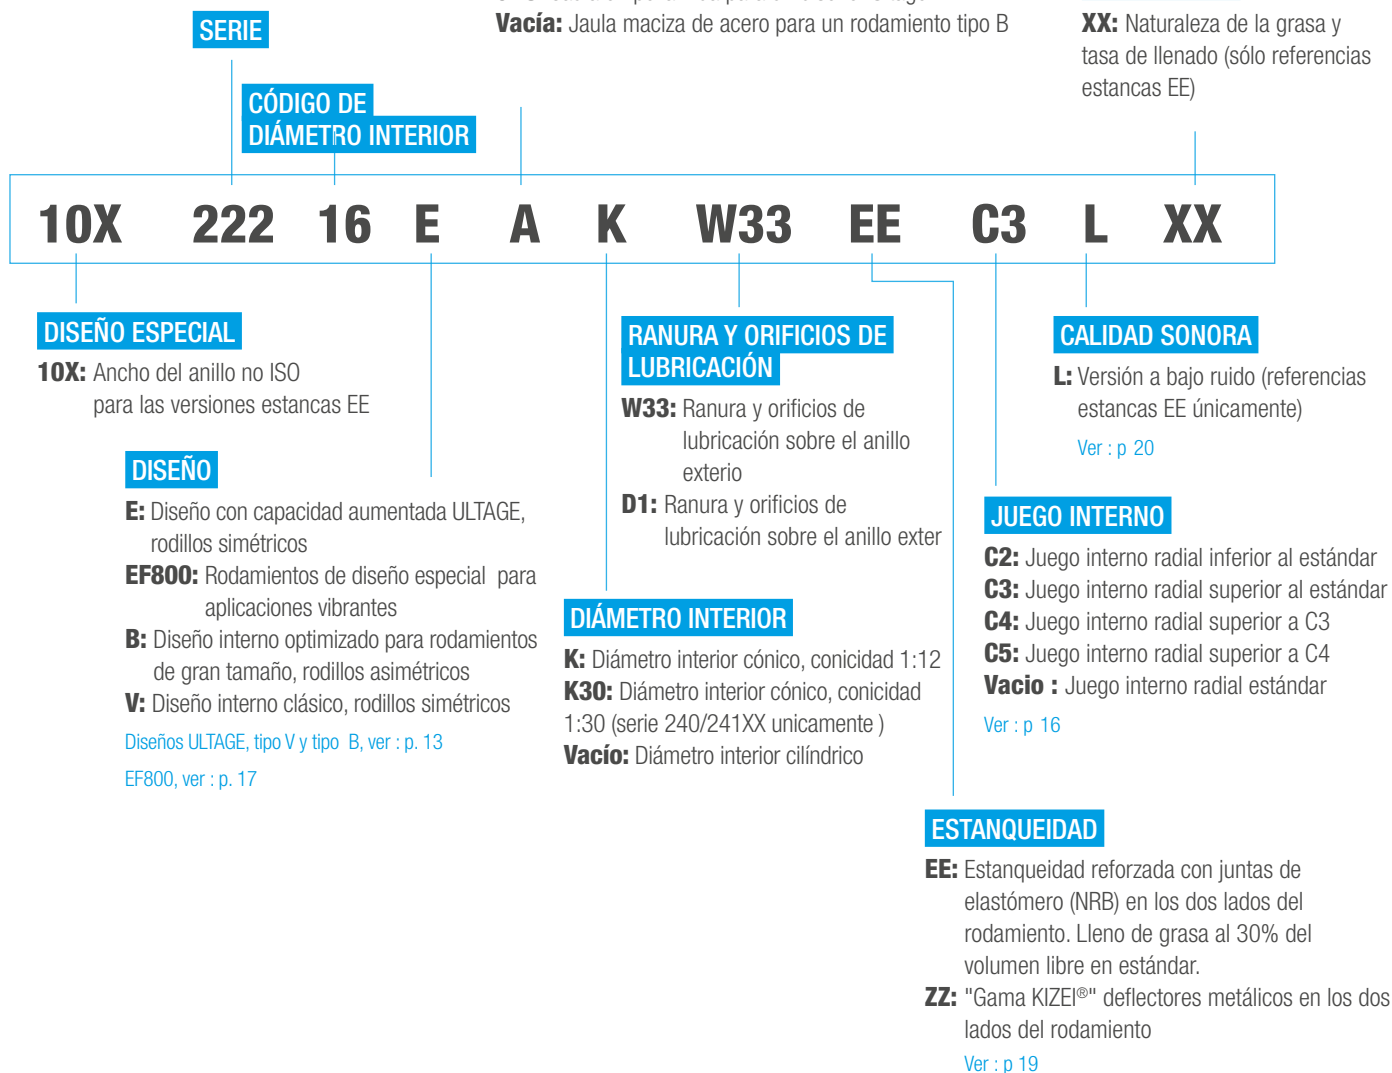 SERIE
Vacía: Jaula maciza de acero para un rodamiento tipo B
XX: Naturaleza de la grasa y
tasa de llenado (sólo referencias
estancas EE)
CÓDIGO DE
DIÁMETRO INTERIOR
10X 222 16 E A K W33 EE C3 L XX
DISEÑO ESPECIAL
10X: Ancho del anillo no ISO
para las versiones estancas EE
DISEÑO
E: Diseño con capacidad aumentada ULTAGE,
rodillos simétricos
EF800: Rodamientos de diseño especial para
aplicaciones vibrantes
B: Diseño interno optimizado para rodamientos
de gran tamaño, rodillos asimétricos
V: Diseño interno clásico, rodillos simétricos
Diseños ULTAGE, tipo V y tipo B, ver : p. 13
EF800, ver : p. 17
RANURA Y ORIFICIOS DE
LUBRICACIÓN
W33: Ranura y orificios de
lubricación sobre el anillo
exterio
D1: Ranura y orificios de
lubricación sobre el anillo exter
DIÁMETRO INTERIOR
K: Diámetro interior cónico, conicidad 1:12
K30: Diámetro interior cónico, conicidad
1:30 (serie 240/241XX unicamente )
Vacío: Diámetro interior cilíndrico
CALIDAD SONORA
L: Versión a bajo ruido (referencias
estancas EE únicamente)
Ver : p 20
JUEGO INTERNO
C2: Juego interno radial inferior al estándar
C3: Juego interno radial superior al estándar
C4: Juego interno radial superior a C3
C5: Juego interno radial superior a C4
Vacio : Juego interno radial estándar
Ver : p 16
ESTANQUEIDAD
EE: Estanqueidad reforzada con juntas de
elastómero (NRB) en los dos lados del
rodamiento. Lleno de grasa al 30% del
volumen libre en estándar.
ZZ: "Gama KIZEI®" deflectores metálicos en los dos
lados del rodamiento
Ver : p 19